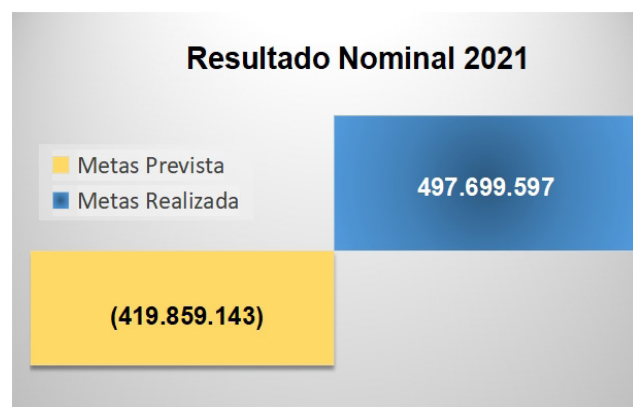 Resultado Nominal 2021
Metas Prevista
Metas Realizada
497.699.597
(419.859.143)